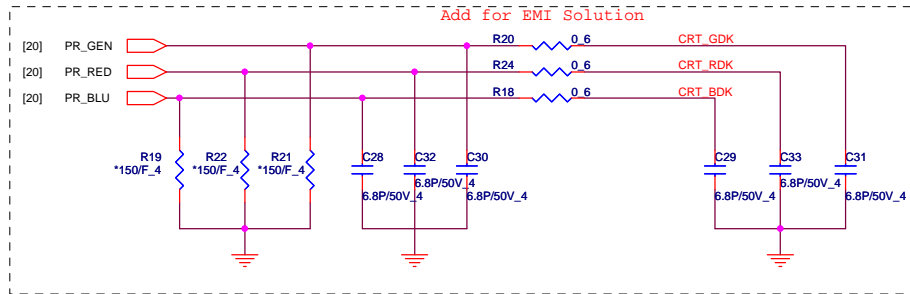 Add for EMI Solution
[20] PR_GEN R20 0_6 CRT_GDK
[20] PR_RED R24 0_6 CRT_RDK
[20] PR_BLU R18 0_6 CRT_BDK
R19 R22 R21 C28 C32 C30 C29 C33 C31
*150/F_4 *150/F_4 *150/F_4
6.8P/50V_4 6.8P/50V_4 6.8P/50V_4 6.8P/50V_4 6.8P/50V_4 6.8P/50V_4